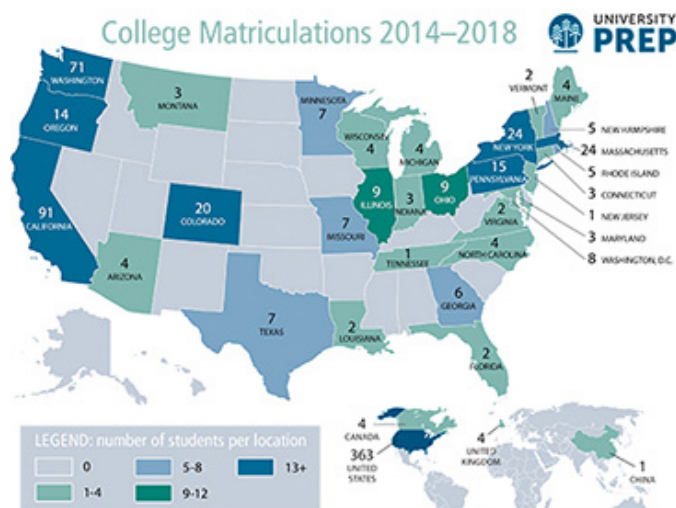 College Matriculations 2014–2018
UNIVERSITY
PREP
71
WASHINGTON
14
OREGON
91
CALIFORNIA
3
MONTANA
20
COLORADO
4
ARIZONA
7
TEXAS
MINNESOTA
7
WISCONSIN
4
4
MICHIGAN
9
ILLINOIS
3
INDIANA
9
OHIO
7
MISSOURI
1
TENNESSEE
2
LOUISIANA
6
GEORGIA
2
FLORIDA
4
NORTH CAROLINA
2
VIRGINIA
15
PENNSYLVANIA
24
NEW YORK
2
VERMONT
4
MAINE
5 NEW HAMPSHIRE
24 MASSACHUSETTS
5 RHODE ISLAND
3 CONNECTICUT
1 NEW JERSEY
3 MARYLAND
8 WASHINGTON, D.C.
LEGEND: number of students per location
0
5-8
13+
1-4
9-12
4
CANADA
363
UNITED
STATES
4
UNITED
KINGDOM
1
CHINA